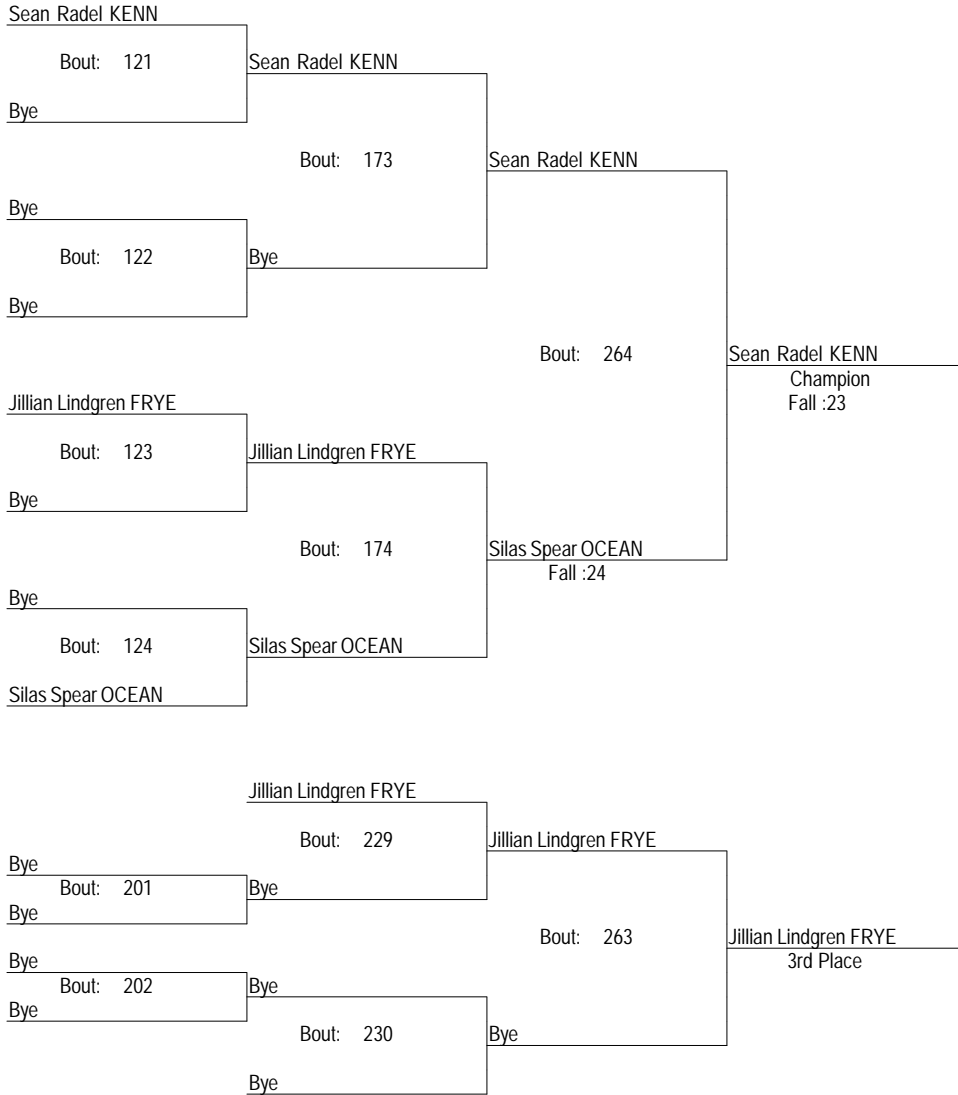 Sean Radel KENN
Bout: 121
Sean Radel KENN
Bye
Bout: 173
Sean Radel KENN
Bye
Bout: 122
Bye
Bye
Bout: 264
Sean Radel KENN
Champion
Fall :23
Jillian Lindgren FRYE
Bout: 123
Jillian Lindgren FRYE
Bye
Bout: 174
Silas Spear OCEAN
Fall :24
Bye
Bout: 124
Silas Spear OCEAN
Silas Spear OCEAN
Jillian Lindgren FRYE
Bout: 229
Jillian Lindgren FRYE
Bye
Bout: 201
Bye
Bye
Bout: 263
Jillian Lindgren FRYE
3rd Place
Bye
Bout: 202
Bye
Bye
Bout: 230
Bye
Bye